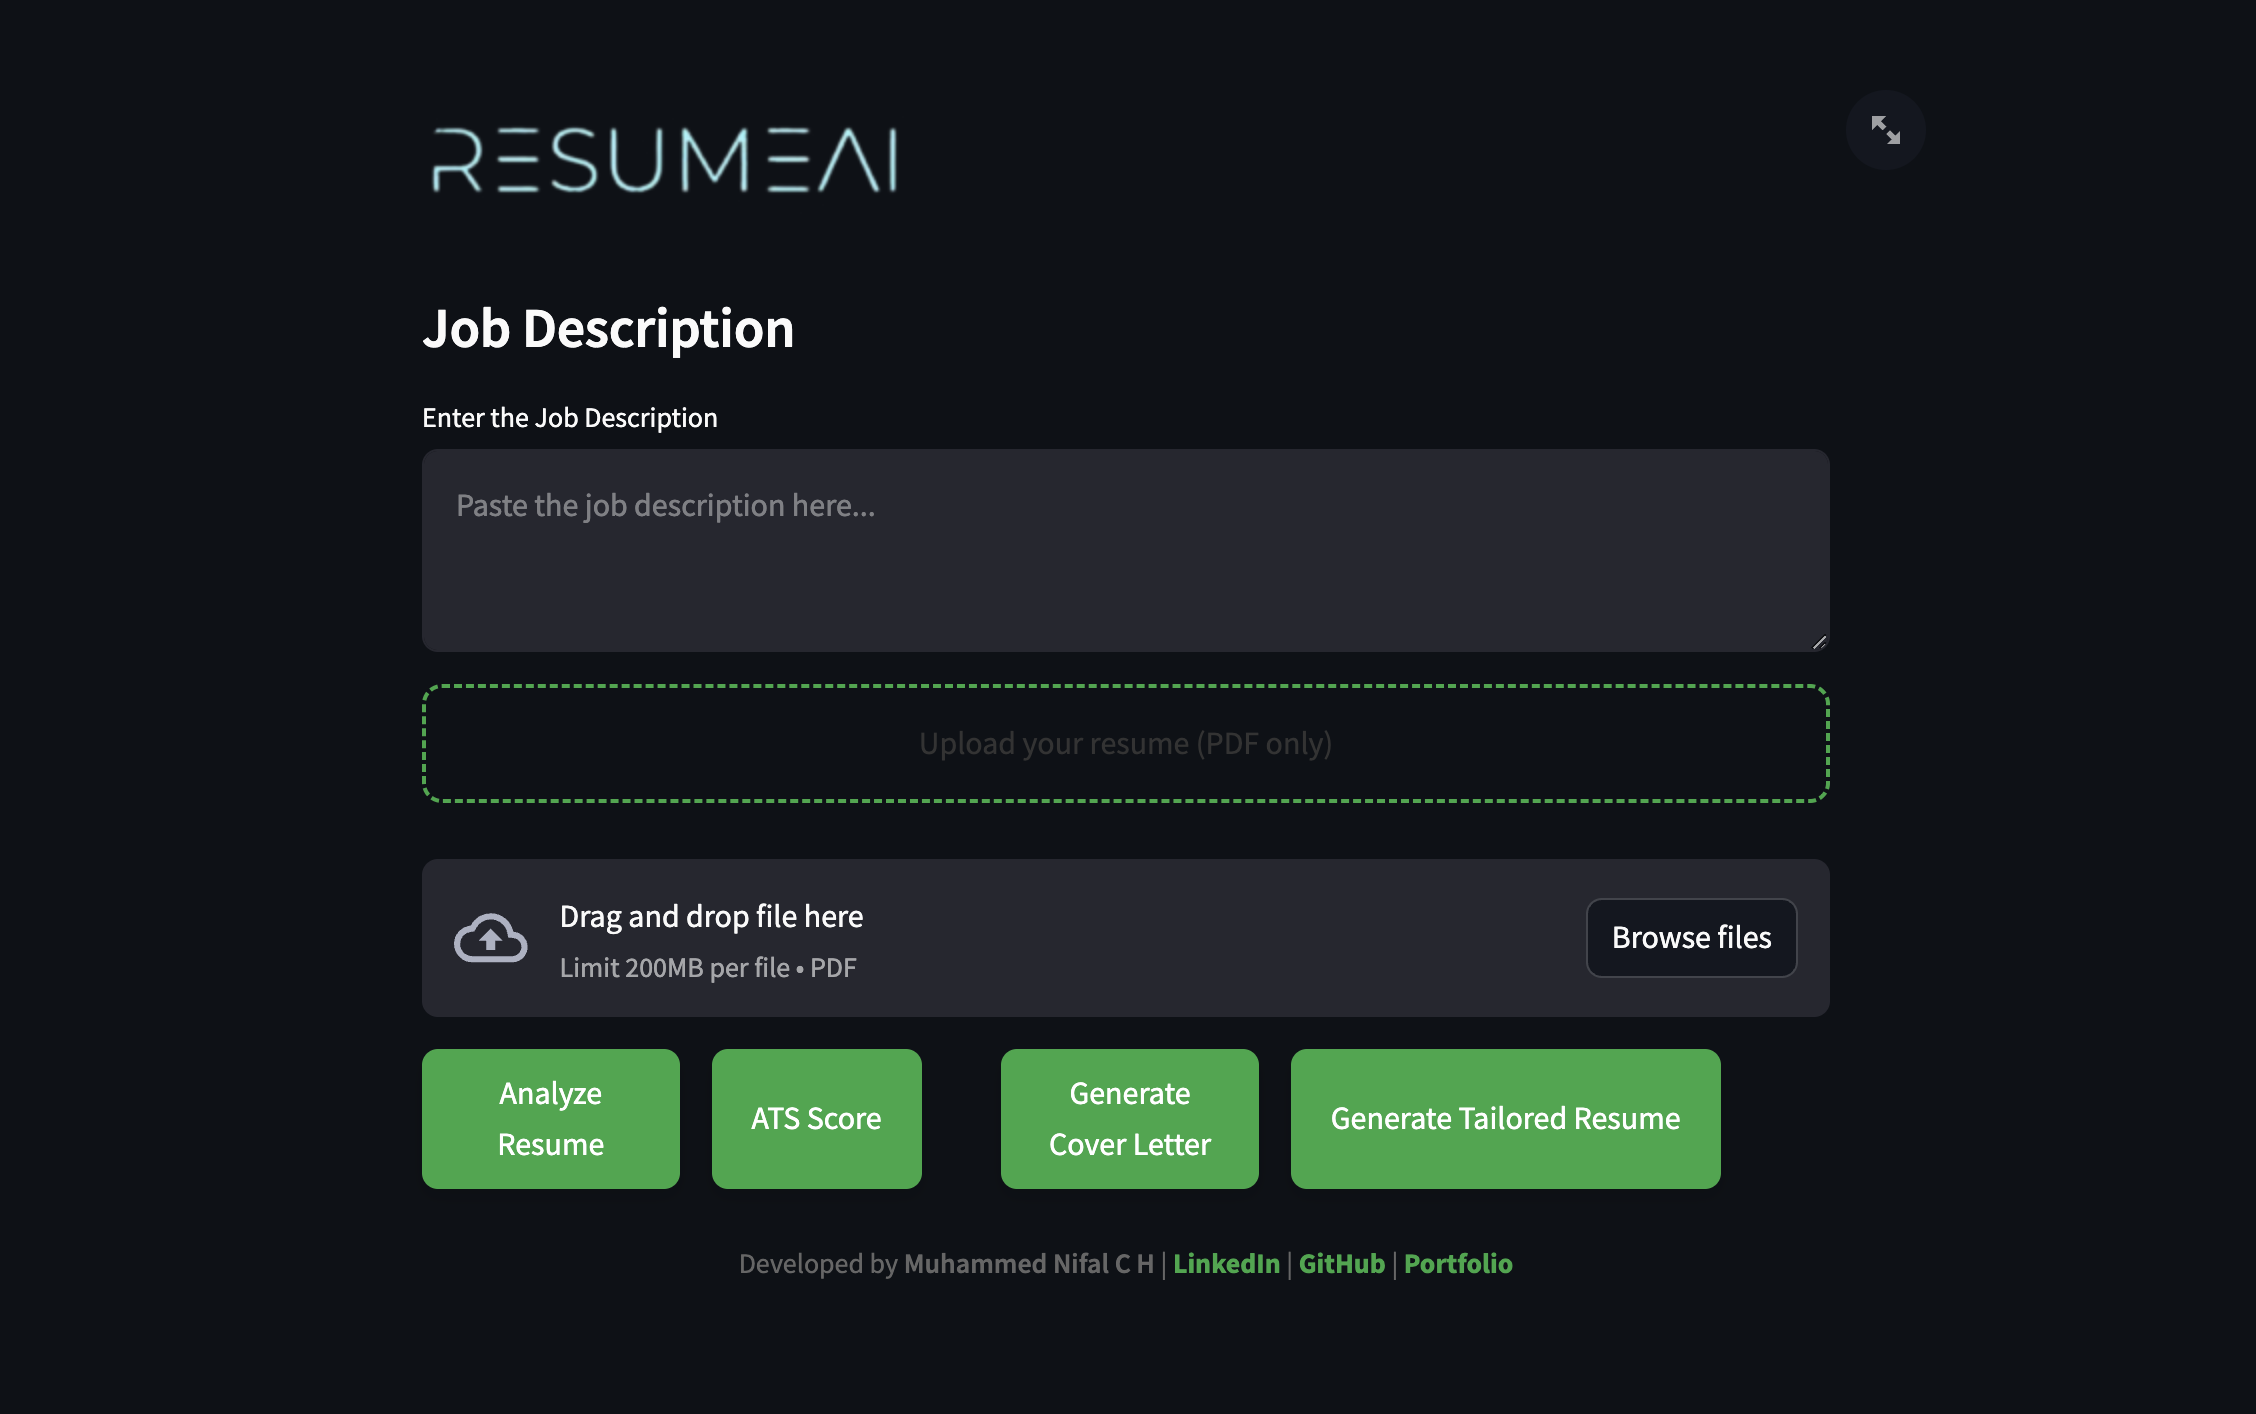 RESUMEAI
Job Description
Enter the Job Description
Paste the job description here...
Upload your resume (PDF only)
Drag and drop file here
Limit 200MB per file • PDF
Browse files
Analyze
Resume
ATS Score
Generate
Cover Letter
Generate Tailored Resume
Developed by Muhammed Nifal C H | LinkedIn | GitHub | Portfolio